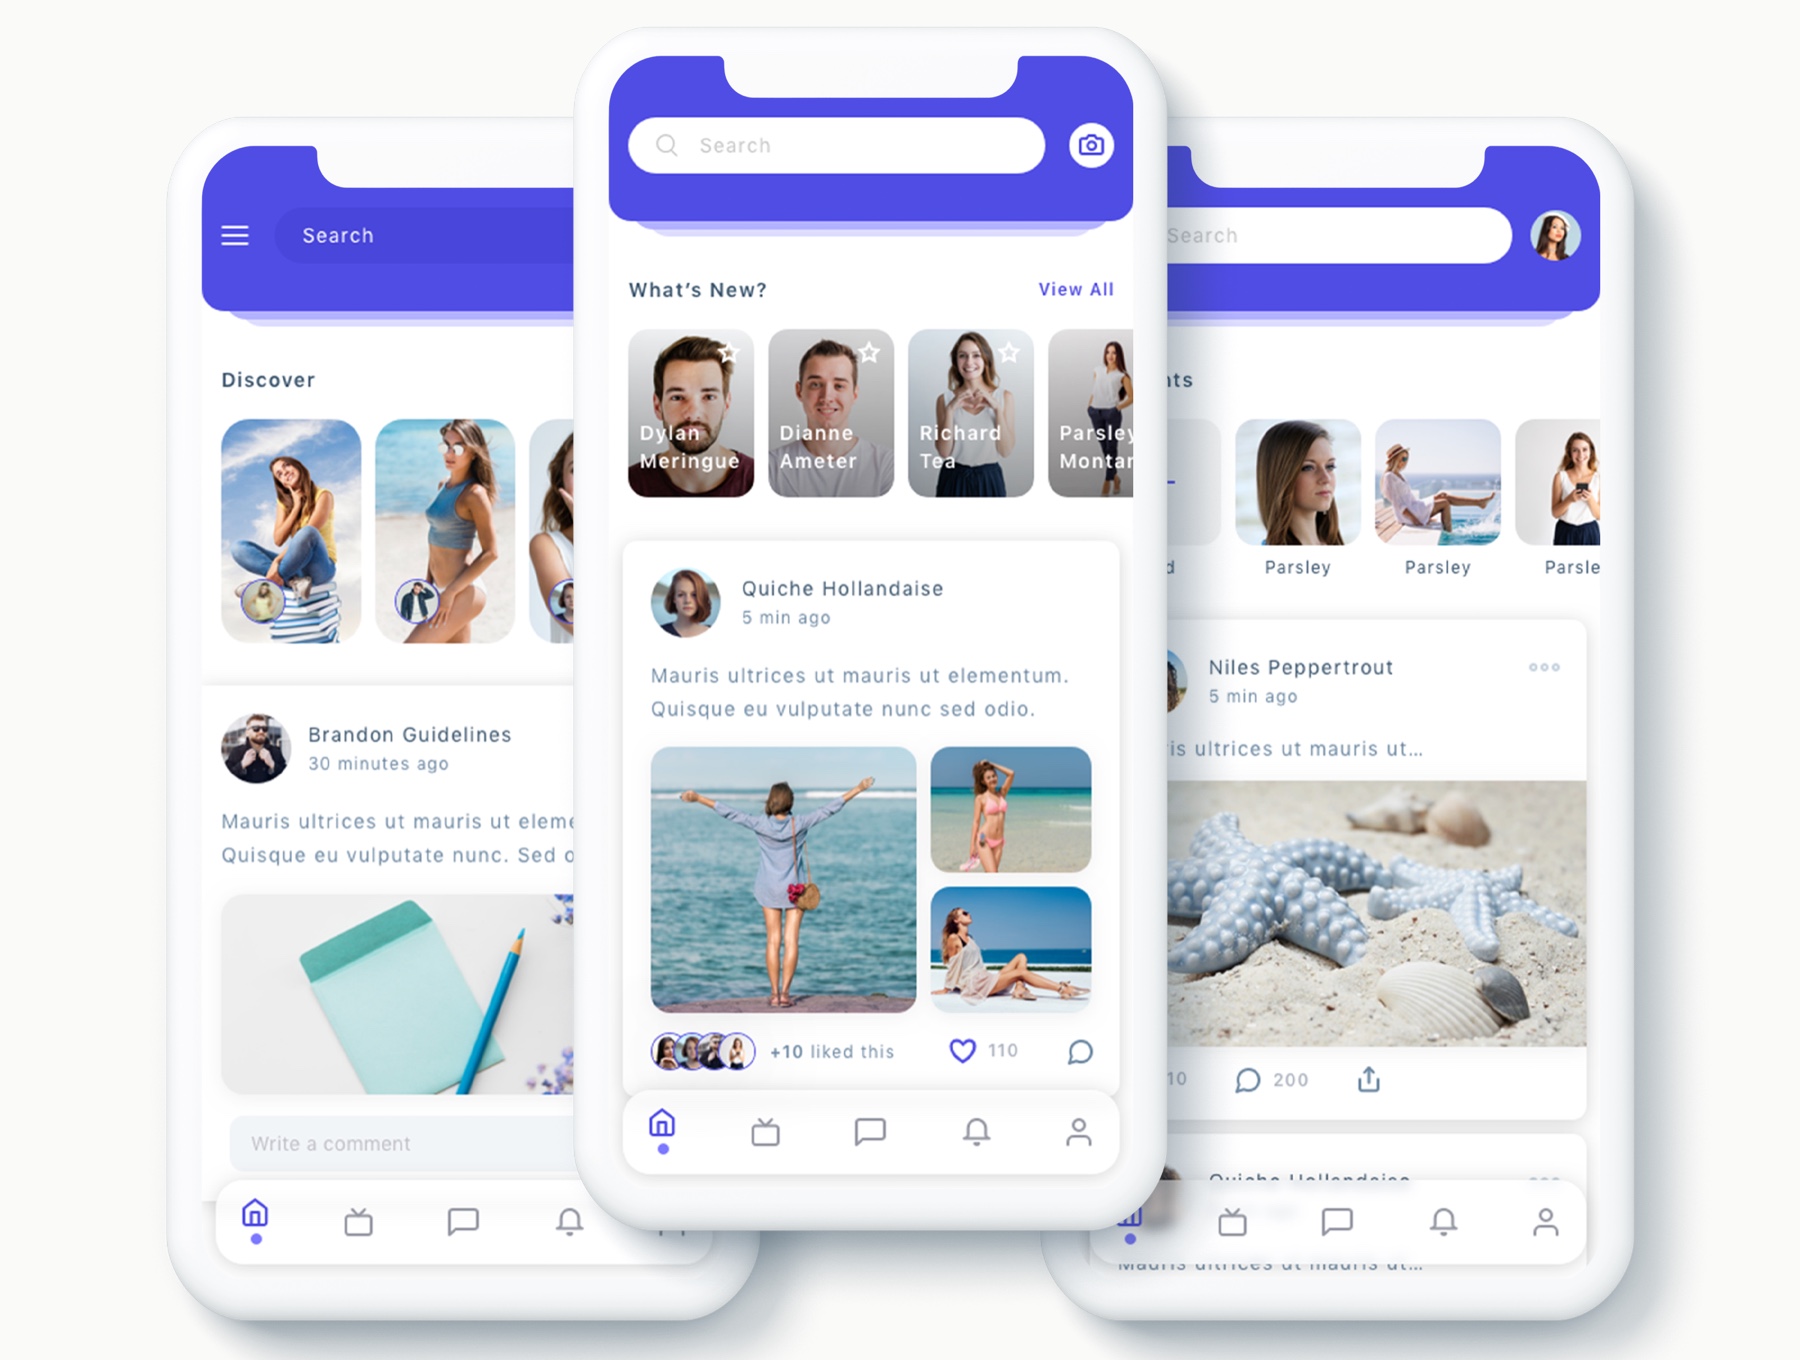 Search
Discover
Brandon Guidelines
30 minutes ago
Mauris ultrices ut mauris ut eleme
Quisque eu vulputate nunc. Sed o
Write a comment
Search
What's New?
View All
Dylan
Meringue
Dianne
Ameter
Richard
Tea
Parsley
Montar
Quiche Hollandaise
5 min ago
Mauris ultrices ut mauris ut elementum.
Quisque eu vulputate nunc sed odio.
+10 liked this
110
Search
nts
d
Parsley
Parsley
Parsle
Niles Peppertrout
5 min ago
is ultrices ut mauris ut...
10
200
Quiche Hollandaise
Mauris ultrices ut mauris ut...